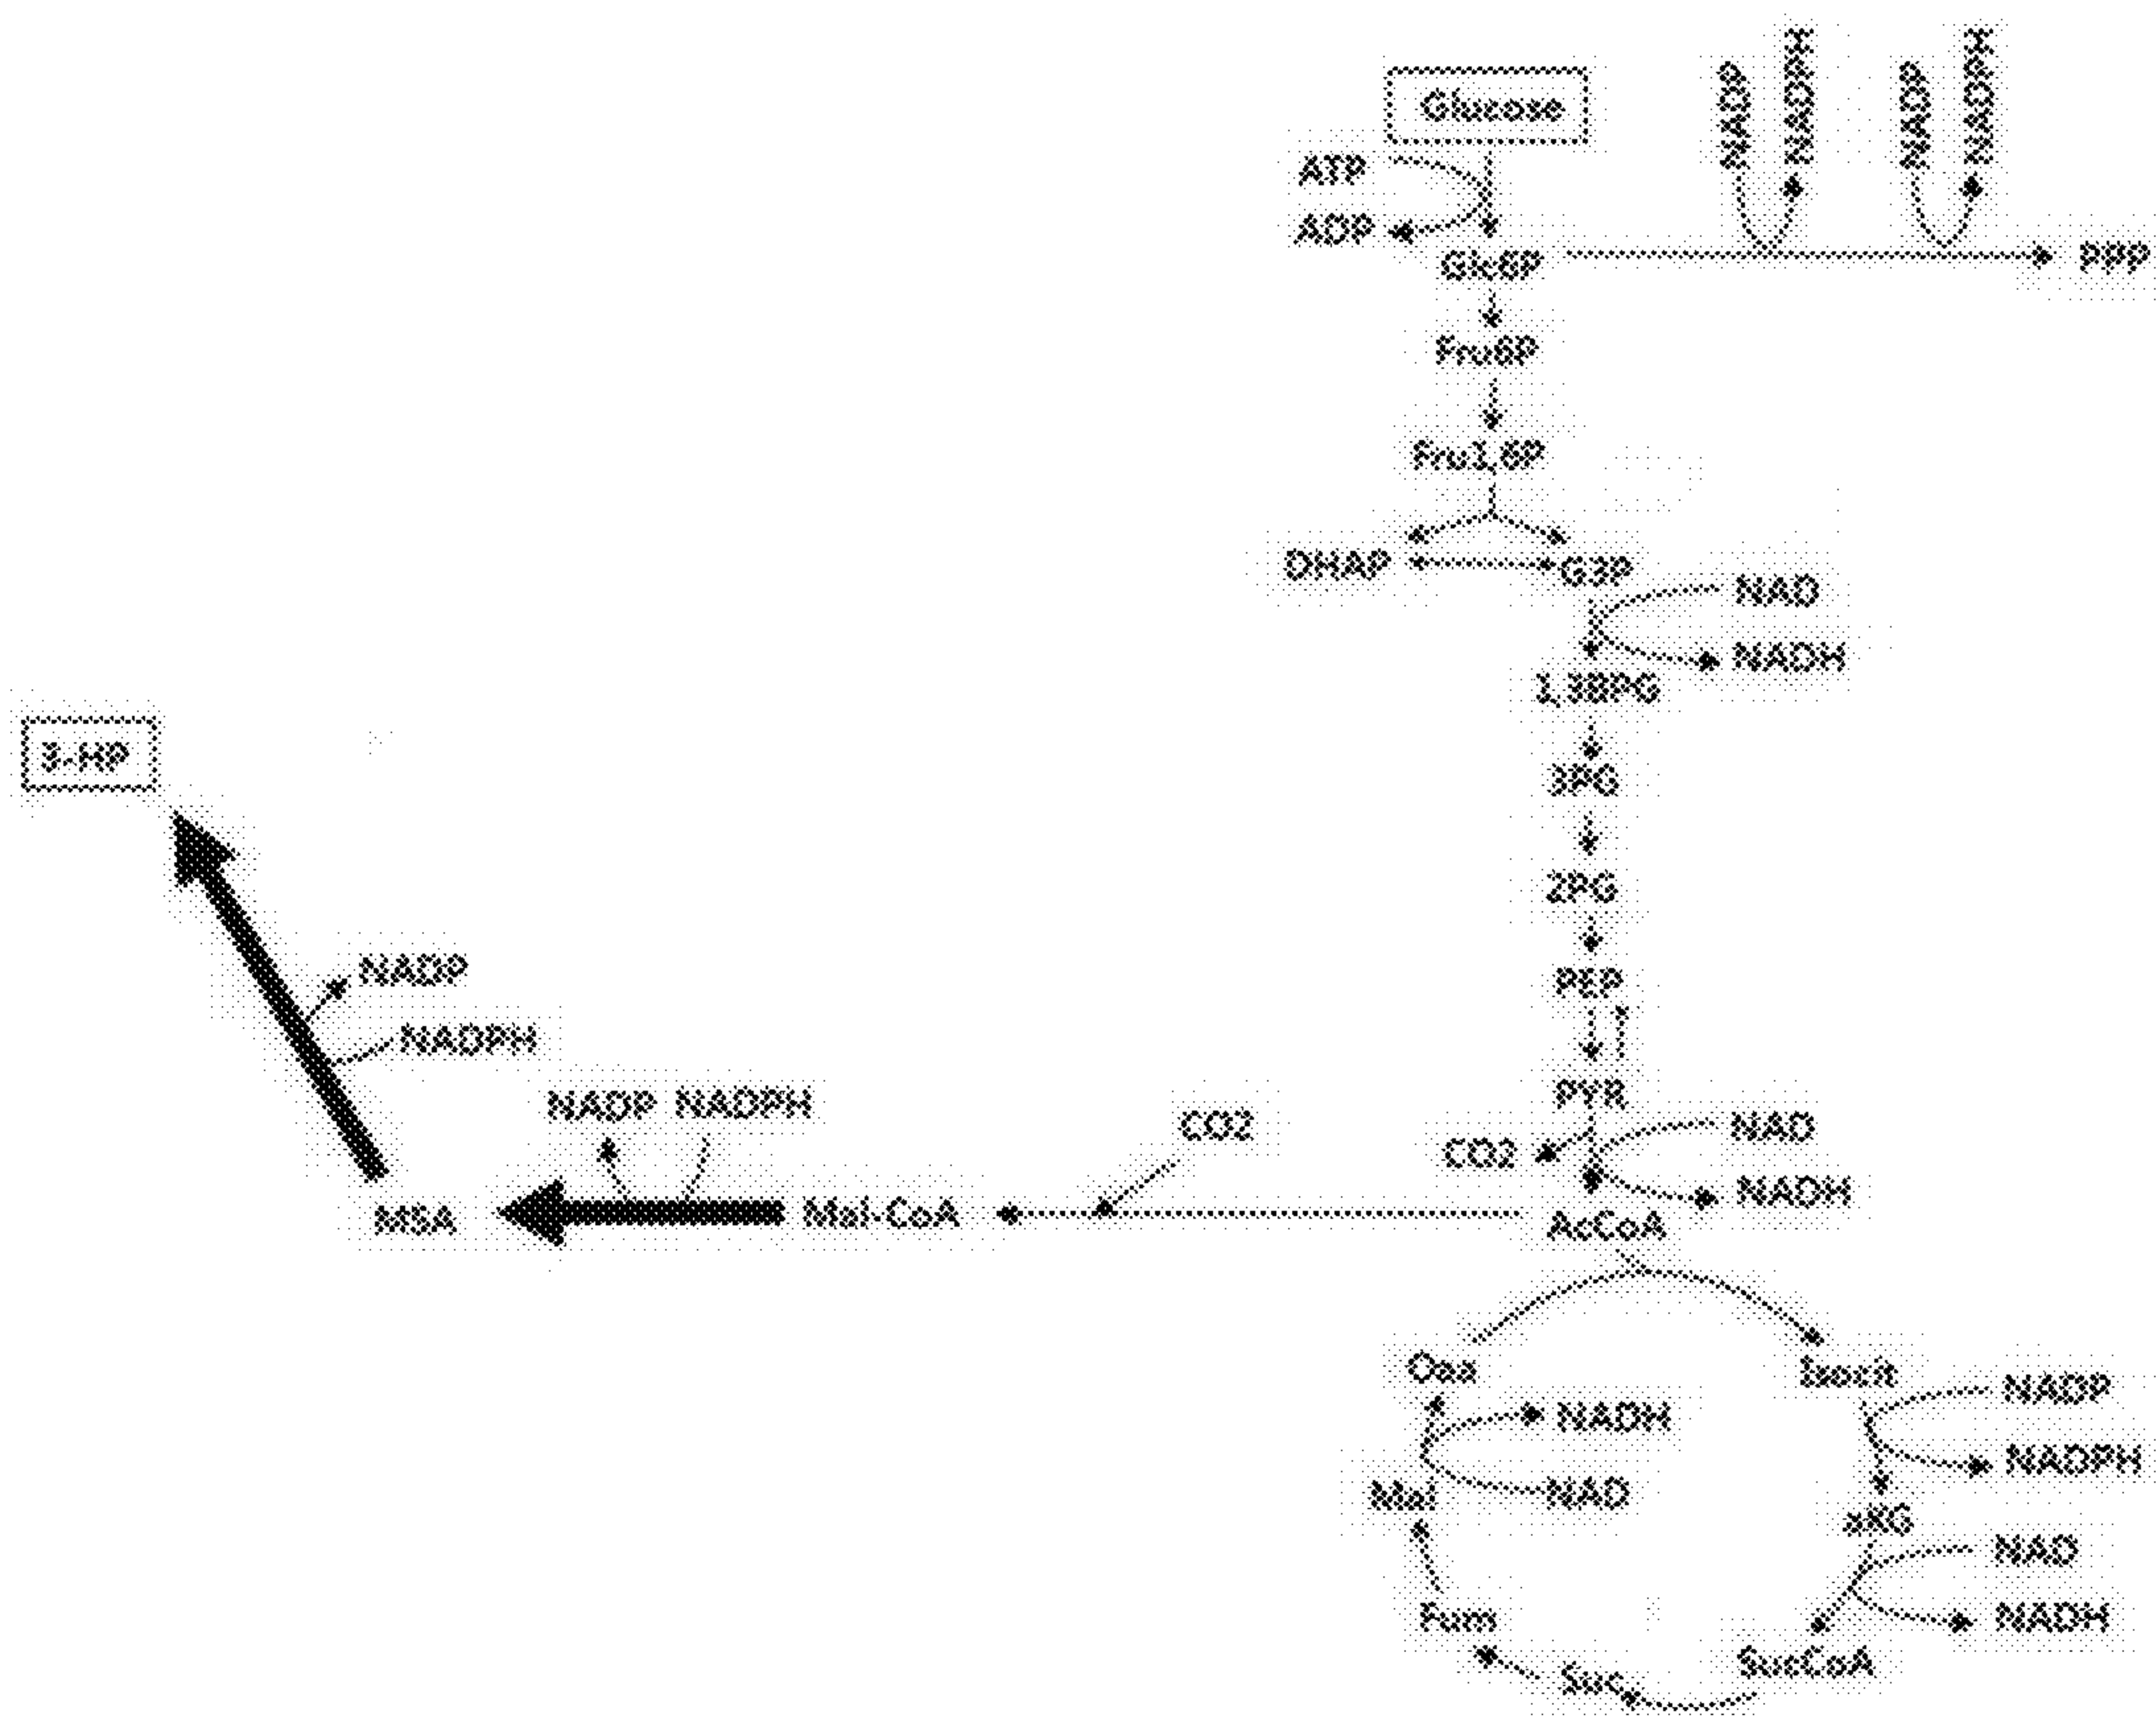 Glucose
NADP
NADPH
NADP
NADPH
ATP
ADP
Glc6P
PPP
Fru6P
Fru1,6P
DHAP
G3P
NAD
NADH
1,3BPG
3-HP
3PG
2PG
NADP
PEP
NADPH
PYR
NADP
NADPH
CO2
NAD
CO2
NADH
MSA
Mal-CoA
AcCoA
Oaa
Isocit
NADP
NADH
NADPH
Mal
NAD
aKG
NAD
NADH
Fum
SucCoA
Suc